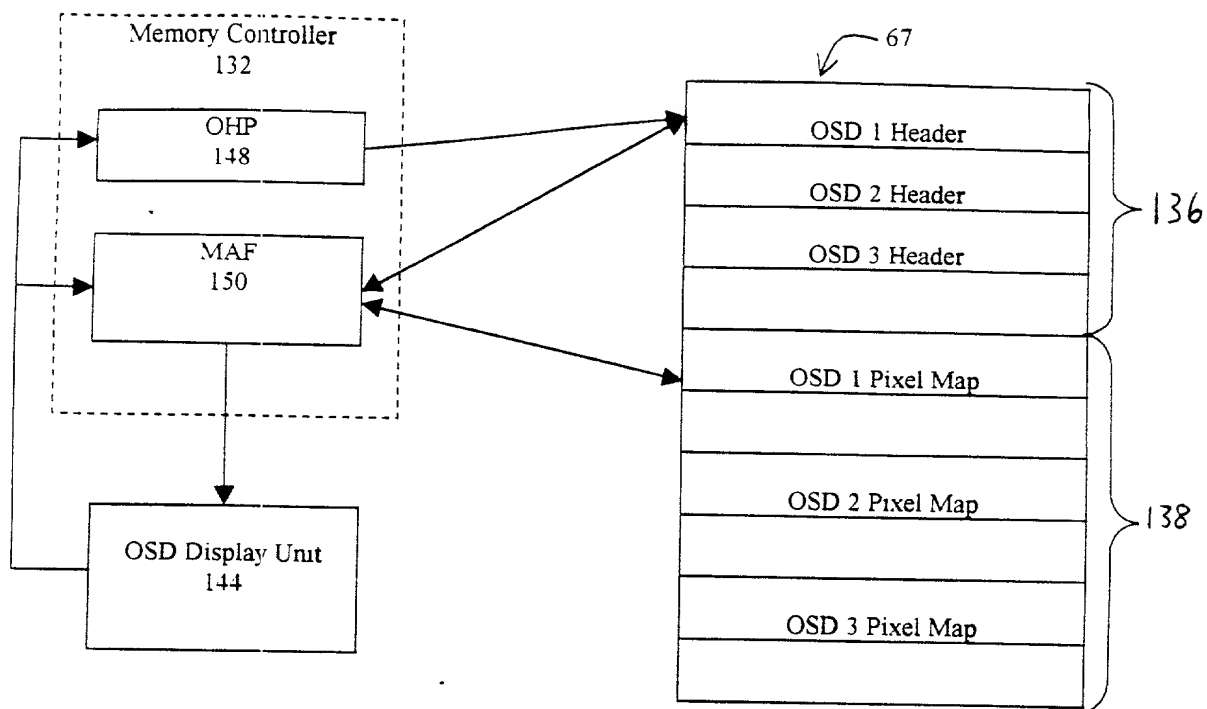 Memory Controller
132
OHP
148
MAF
150
OSD Display Unit
144
67
OSD 1 Header
OSD 2 Header
OSD 3 Header
136
OSD 1 Pixel Map
OSD 2 Pixel Map
OSD 3 Pixel Map
138